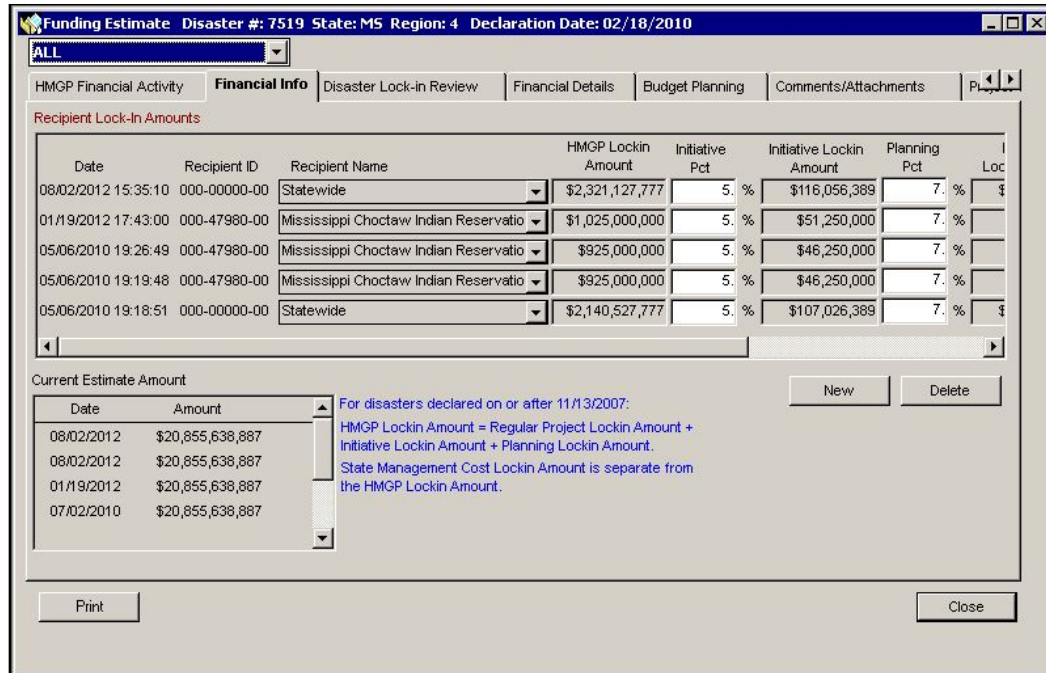 Funding Estimate Disaster #: 7519 State: MS Region: 4 Declaration Date: 02/18/2010
ALL
HMGP Financial Activity Financial Info Disaster Lock-in Review Financial Details Budget Planning Comments/Attachments
Recipient Lock-In Amounts
Date Recipient ID Recipient Name HMGP Lockin Amount Initiative Pct Initiative Lockin Amount Planning Pct Loc
08/02/2012 15:35:10 000-00000-00 Statewide $2,321,127,777 5. % $116,056,389 7. % $
01/19/2012 17:43:00 000-47980-00 Mississippi Choctaw Indian Reservatio $1,025,000,000 5. % $51,250,000 7. %
05/06/2010 19:26:49 000-47980-00 Mississippi Choctaw Indian Reservatio $925,000,000 5. % $46,250,000 7. %
05/06/2010 19:19:48 000-47980-00 Mississippi Choctaw Indian Reservatio $925,000,000 5. % $46,250,000 7. %
05/06/2010 19:18:51 000-00000-00 Statewide $2,140,527,777 5. % $107,026,389 7. % $
Current Estimate Amount
New Delete
Date Amount
08/02/2012 $20,855,638,887
08/02/2012 $20,855,638,887
01/19/2012 $20,855,638,887
07/02/2010 $20,855,638,887
For disasters declared on or after 11/13/2007:
HMGP Lockin Amount = Regular Project Lockin Amount +
Initiative Lockin Amount + Planning Lockin Amount.
State Management Cost Lockin Amount is separate from
the HMGP Lockin Amount.
Print Close